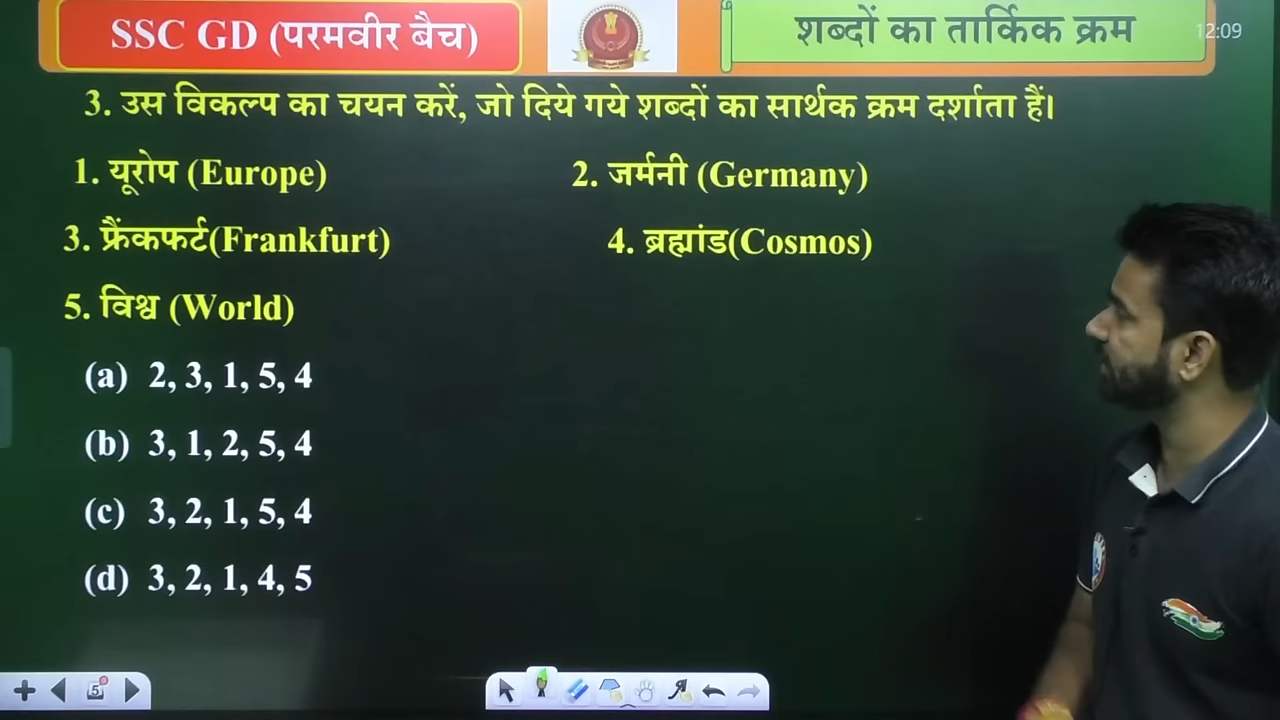 SSC GD (परमवीर बैच)
शब्दों का तार्किक क्रम
12:09
3. उस विकल्प का चयन करें, जो दिये गये शब्दों का सार्थक क्रम दर्शाता हैं।
1. यूरोप (Europe) 2. जर्मनी (Germany)
3. फ्रैंकफर्ट(Frankfurt) 4. ब्रह्मांड(Cosmos)
5. विश्व (World)
(a) 2, 3, 1, 5, 4
(b) 3, 1, 2, 5, 4
(c) 3, 2, 1, 5, 4
(d) 3, 2, 1, 4, 5
5